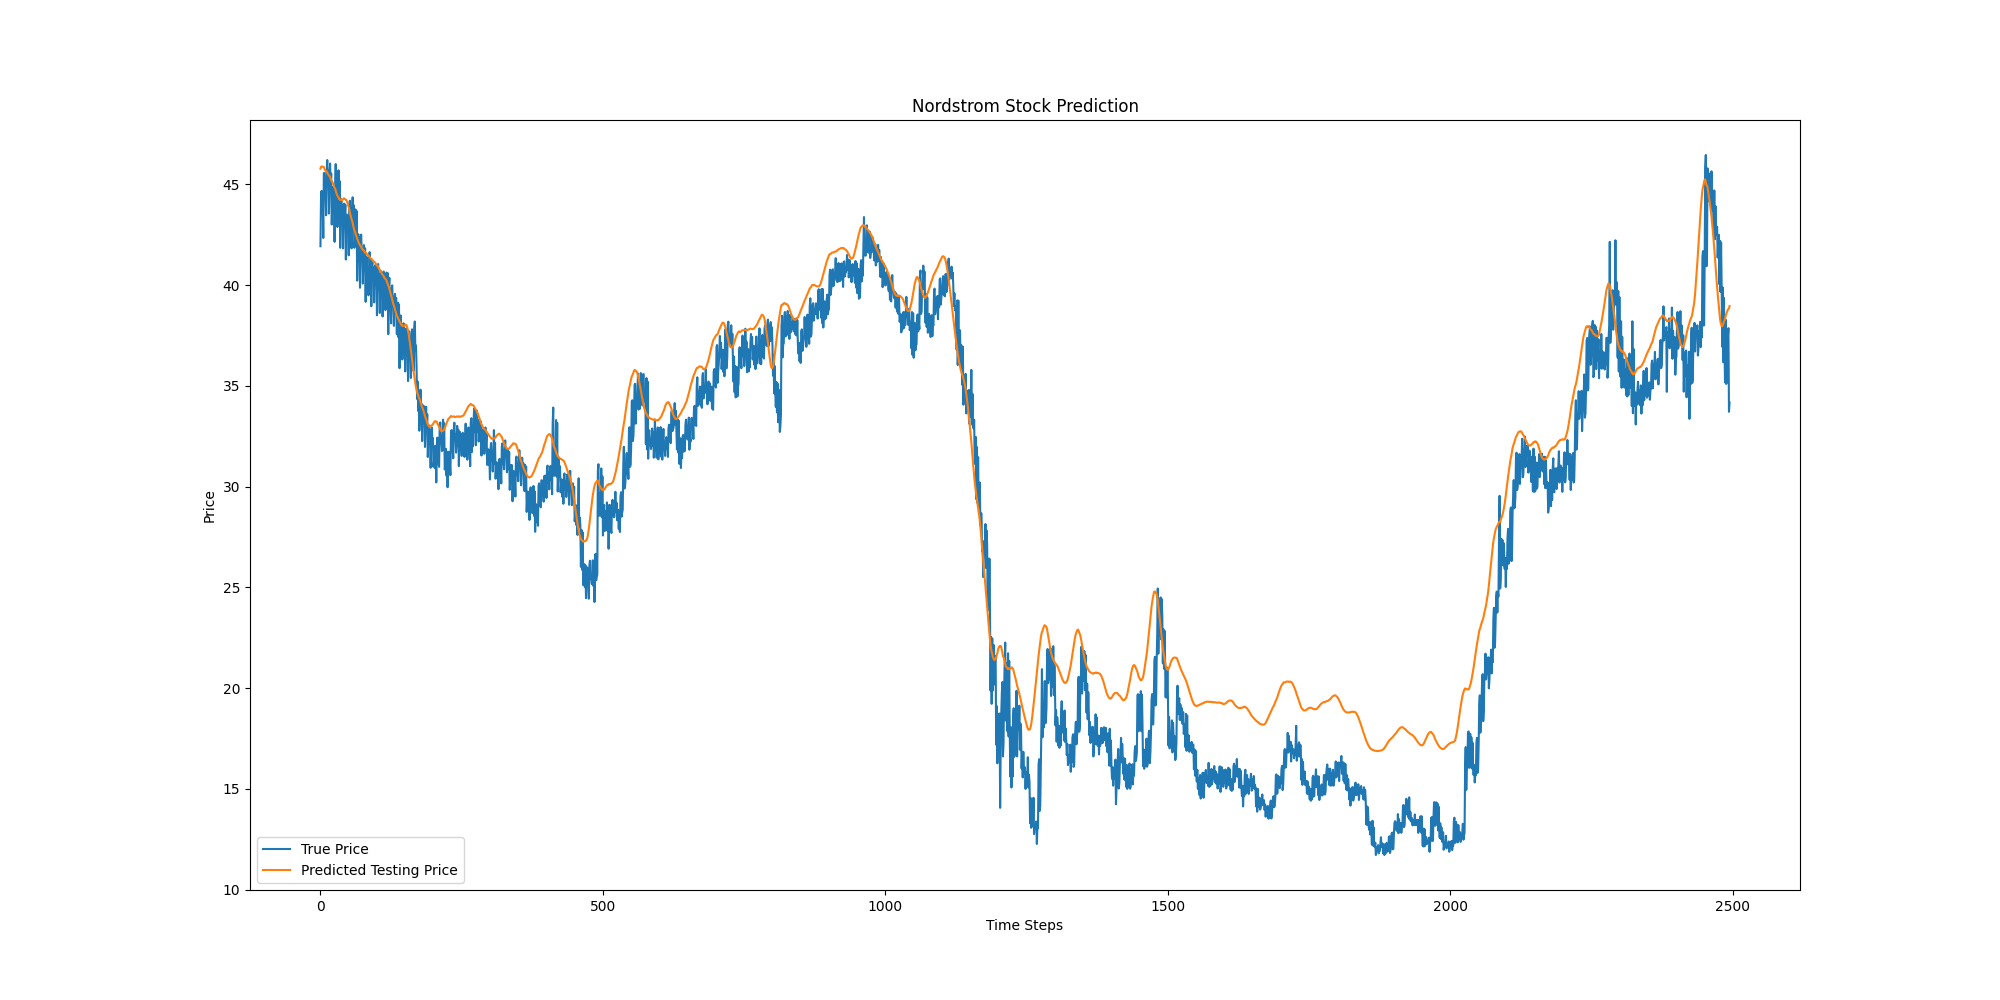 Nordstrom Stock Prediction
45
40
35
30
25
20
15
10
Price
0 500 1000 1500 2000 2500
Time Steps
True Price
Predicted Testing Price